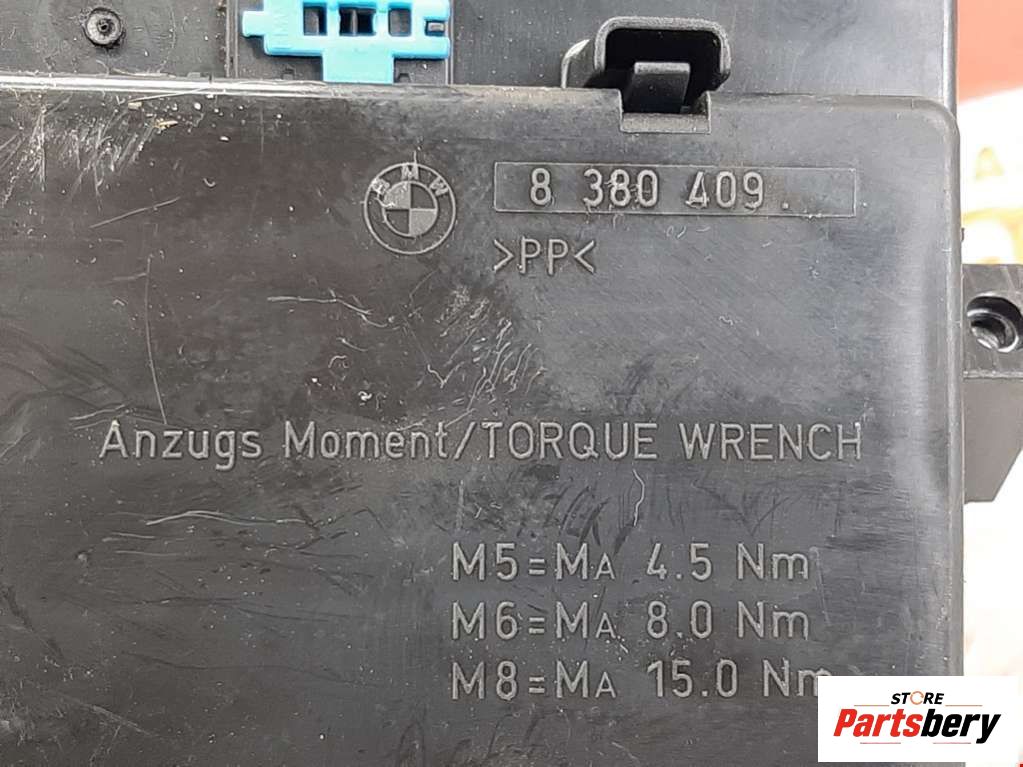 BMW
8 380 409.
>PP<
Anzugs Moment/TORQUE WRENCH
M5=MA 4.5 Nm
M6=MA 8.0 Nm
M8=MA 15.0 Nm
STORE
Partsbery